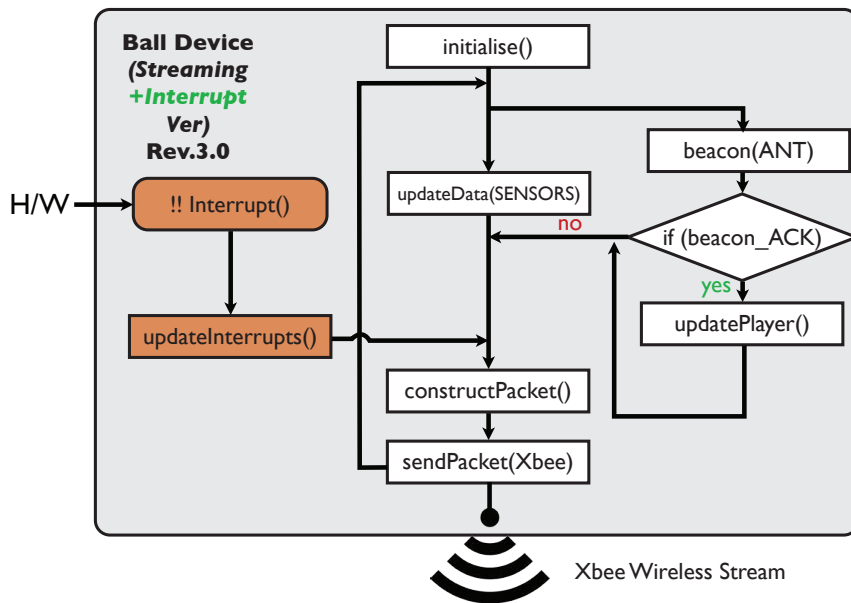 Ball Device
(Streaming
+Interrupt
Ver)
Rev.3.0
initialise()
beacon(ANT)
H/W
!! Interrupt()
updateData(SENSORS)
no
if (beacon_ACK)
yes
updateInterrupts()
updatePlayer()
constructPacket()
sendPacket(Xbee)
Xbee Wireless Stream